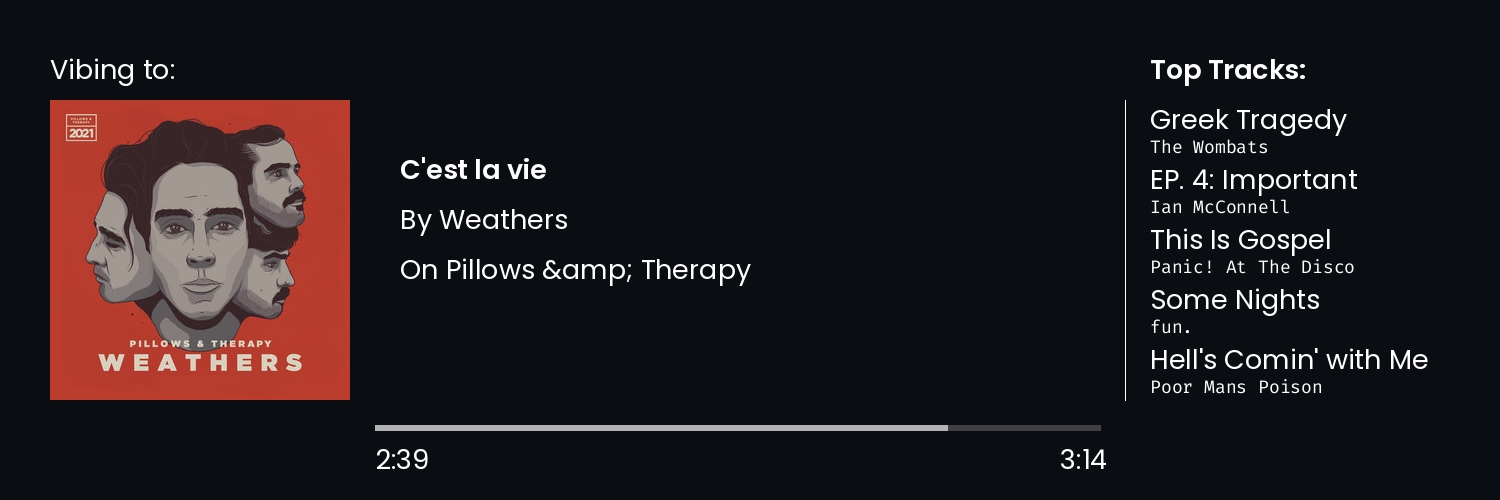 Vibing to:
PILLOWS &
THERAPY
2021
PILLOWS & THERAPY
WEATHERS
C'est la vie
By Weathers
On Pillows &amp; Therapy
2:39
3:14
Top Tracks:
Greek Tragedy
The Wombats
EP. 4: Important
Ian McConnell
This Is Gospel
Panic! At The Disco
Some Nights
fun.
Hell's Comin' with Me
Poor Mans Poison